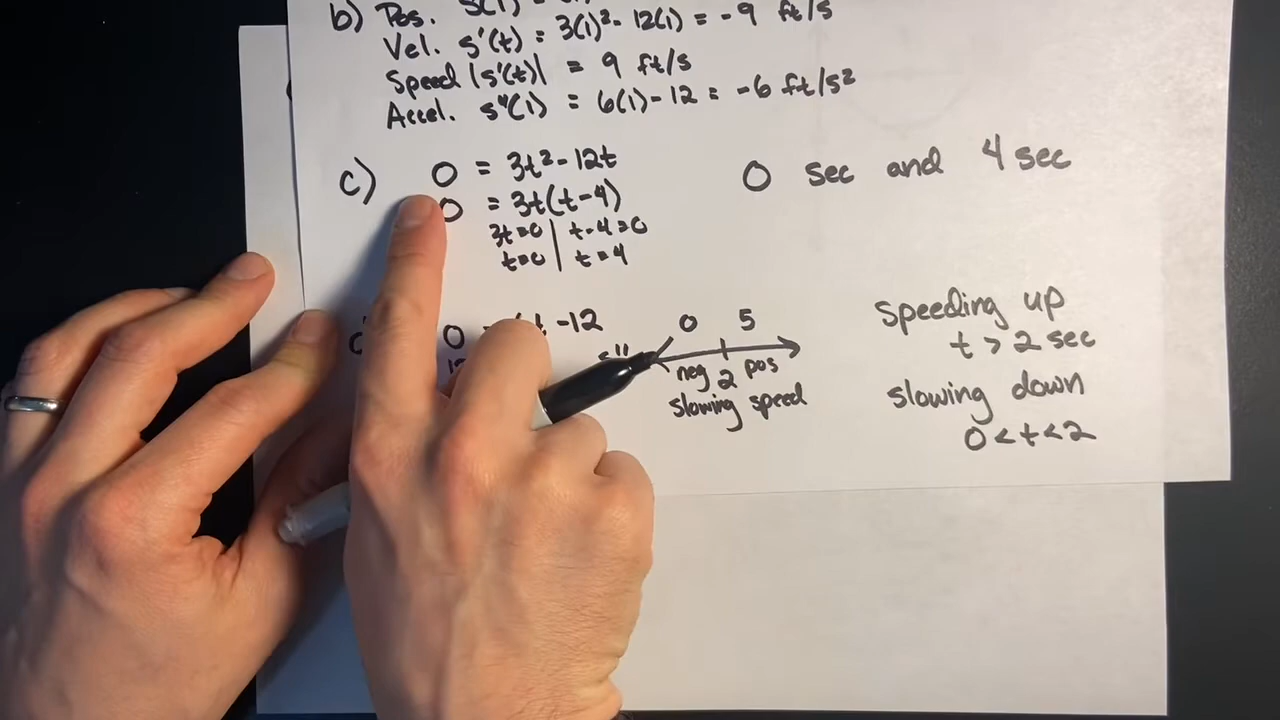 b) Pos. S(1) =
Vel. s'(t) = 3(1)² - 12(1) = -9 ft/s
Speed |s'(t)| = 9 ft/s
Accel. s"(1) = 6(1)-12 = -6 ft/s²
c) 0 = 3t² - 12t
0 = 3t(t-4)
3t=0 | t-4=0
t=0 | t=4
0 sec and 4 sec
0 = t -12
s"
0 5
neg 2 pos
slowing speed
speeding up
t > 2 sec
slowing down
0 < t < 2